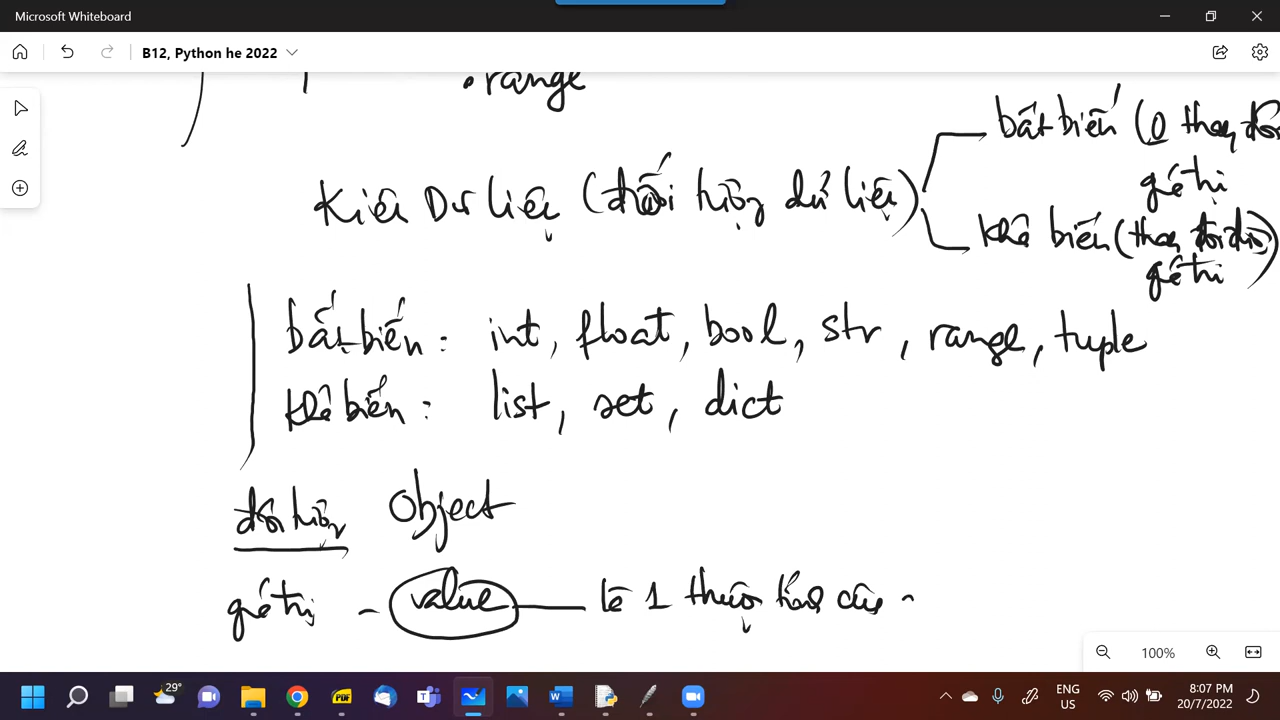 Microsoft Whiteboard
B12, Python he 2022
• range
Kiểu Dữ liệu (đối tượng dữ liệu)
bất biến (0 thay đổi
giá trị
khả biến (thay đổi được
giá trị)
bất biến : int, float, bool, str, range, tuple
khả biến : list, set, dict
đối tượng Object
giá trị - value — là 1 thuộc tính của
100%
29°
ENG
US
8:07 PM
20/7/2022